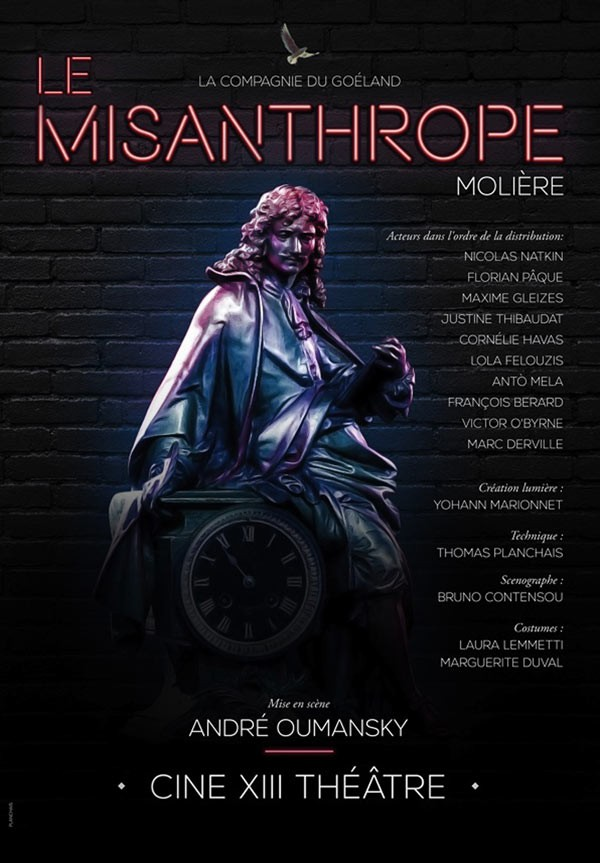 LA COMPAGNIE DU GOÉLAND
LE
MISANTHROPE
MOLIÈRE
Acteurs dans l'ordre de la distribution:
NICOLAS NATKIN
FLORIAN PÂQUE
MAXIME GLEIZES
JUSTINE THIBAUDAT
CORNÉLIE HAVAS
LOLA FELOUZIS
ANTÒ MELA
FRANÇOIS BERARD
VICTOR O'BYRNE
MARC DERVILLE
Création lumière :
YOHANN MARIONNET
Technique :
THOMAS PLANCHAIS
Scenographe :
BRUNO CONTENSOU
Costumes :
LAURA LEMMETTI
MARGUERITE DUVAL
Mise en scène
ANDRÉ OUMANSKY
CINE XIII THÉÂTRE